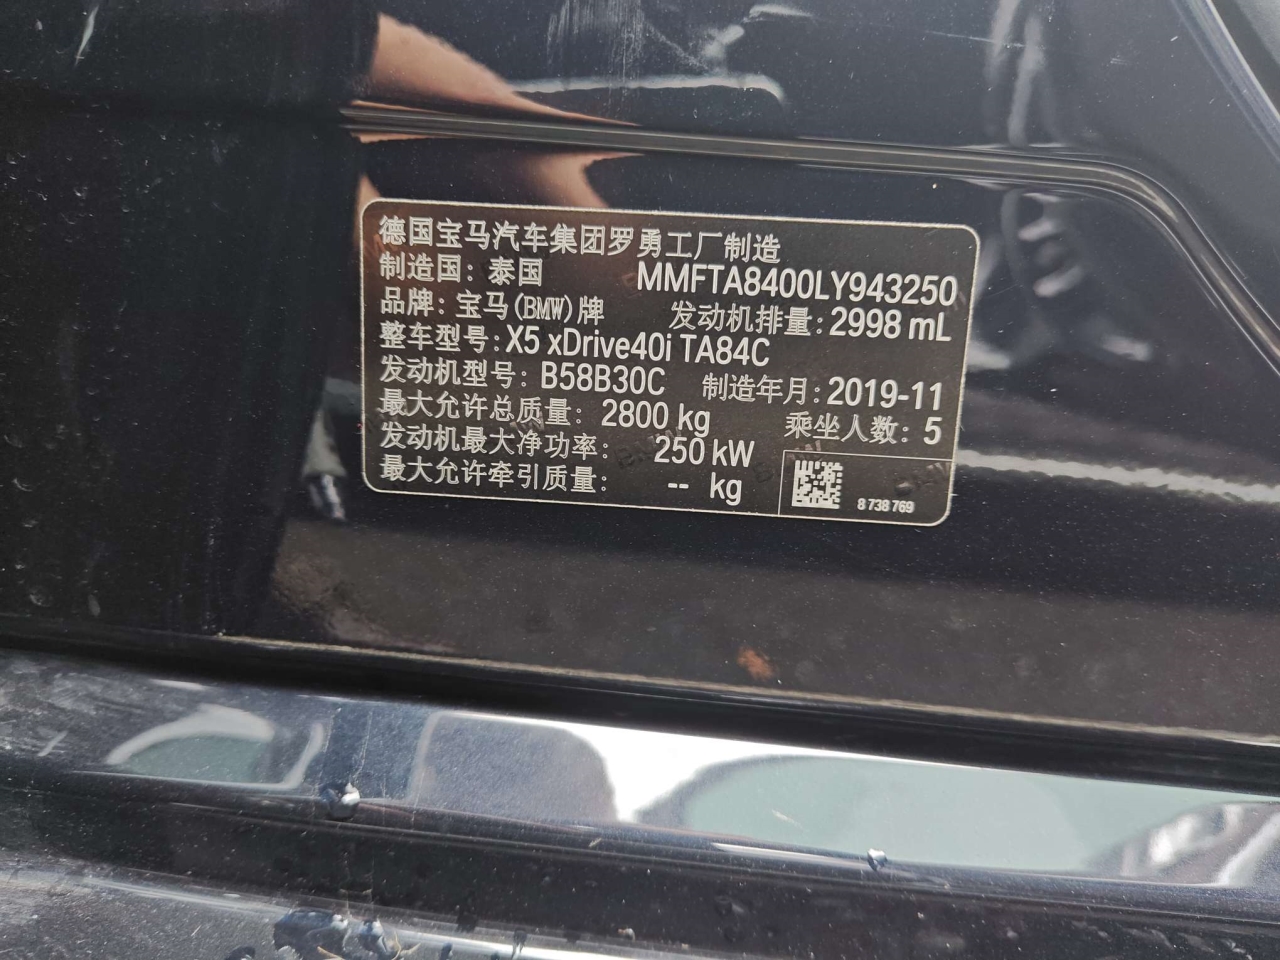 德国宝马汽车集团罗勇工厂制造
制造国：泰国 MMFTA8400LY943250
品牌：宝马(BMW)牌 发动机排量：2998 mL
整车型号：X5 xDrive40i TA84C
发动机型号：B58B30C 制造年月：2019-11
最大允许总质量：2800 kg 乘坐人数：5
发动机最大净功率：250 kW
最大允许牵引质量：-- kg
8 738 769